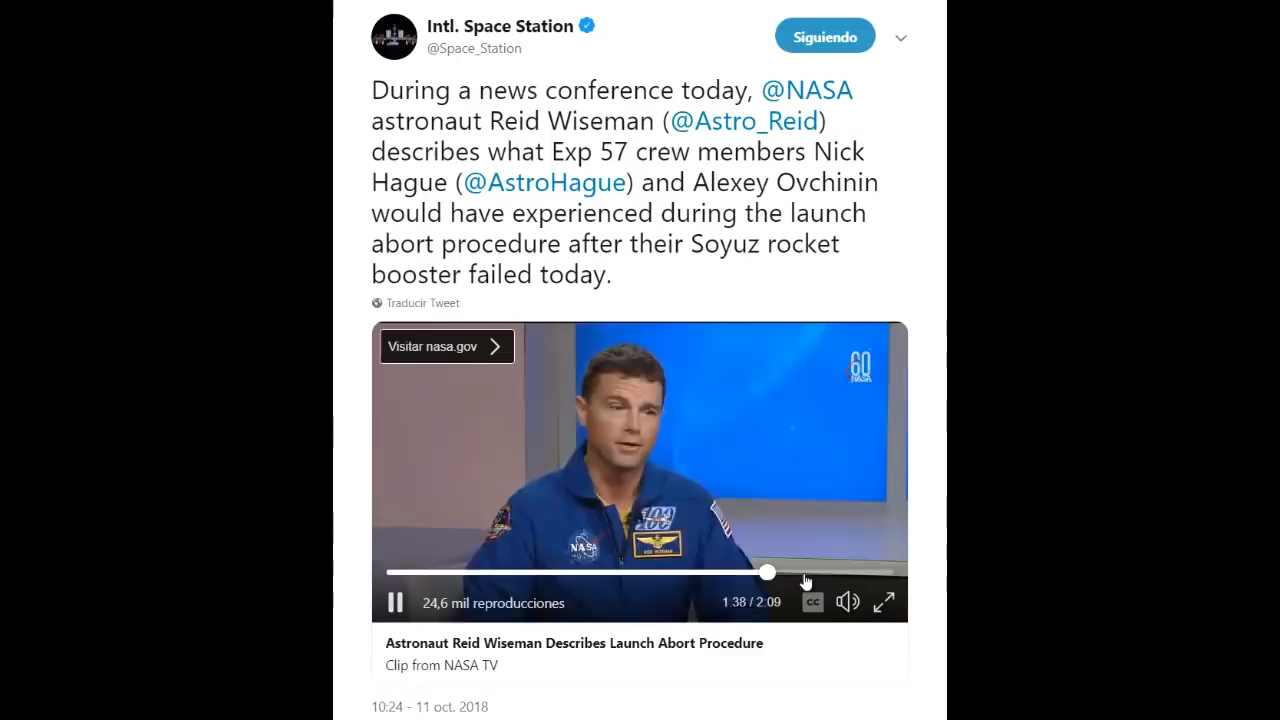 Intl. Space Station
@Space_Station
Siguiendo
During a news conference today, @NASA
astronaut Reid Wiseman (@Astro_Reid)
describes what Exp 57 crew members Nick
Hague (@AstroHague) and Alexey Ovchinin
would have experienced during the launch
abort procedure after their Soyuz rocket
booster failed today.
Traducir Tweet
Visitar nasa.gov
60
NASA
100
NASA
24,6 mil reproducciones
1:38 / 2:09
CC
Astronaut Reid Wiseman Describes Launch Abort Procedure
Clip from NASA TV
10:24 - 11 oct. 2018